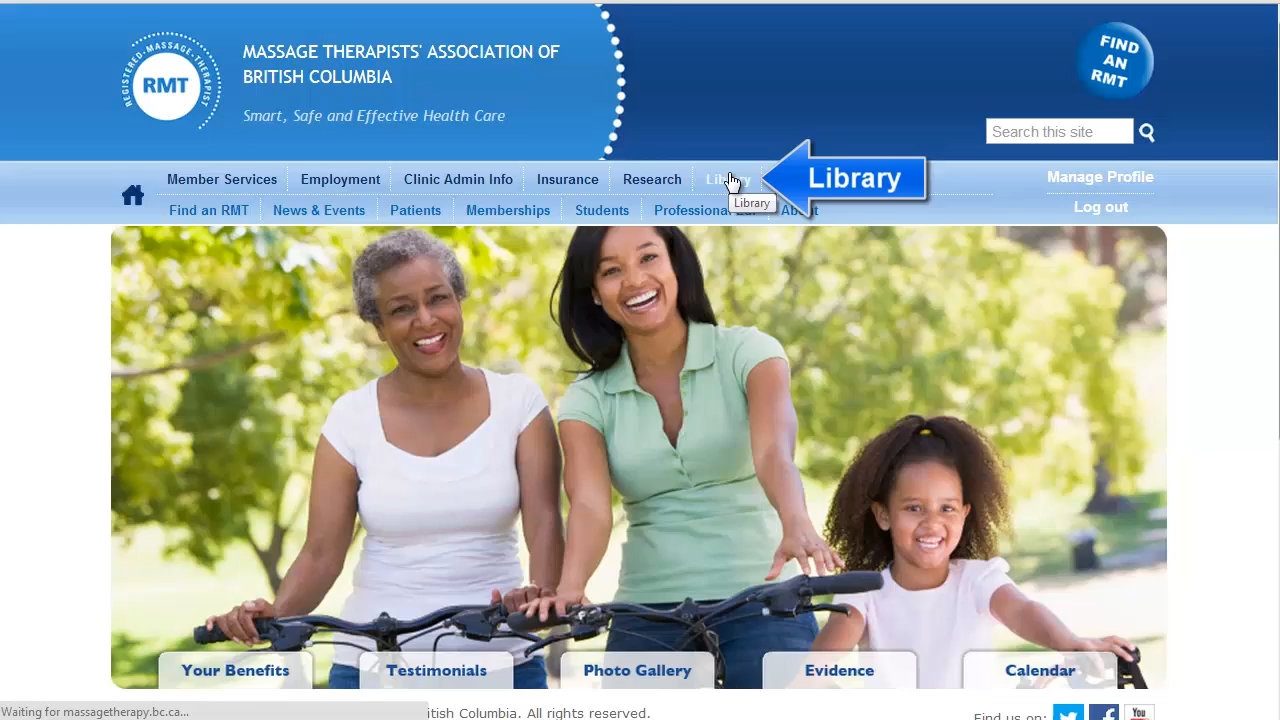 REGISTERED·MASSAGE·THERAPIST
RMT
MASSAGE THERAPISTS' ASSOCIATION OF
BRITISH COLUMBIA
Smart, Safe and Effective Health Care
FIND
AN
RMT
Search this site
Member Services
Employment
Clinic Admin Info
Insurance
Research
Library
Library
Manage Profile
Library
Find an RMT
News & Events
Patients
Memberships
Students
Professional
Log out
Your Benefits
Testimonials
Photo Gallery
Evidence
Calendar
Waiting for massagetherapy.bc.ca...
itish Columbia. All rights reserved.
Find us on:
You